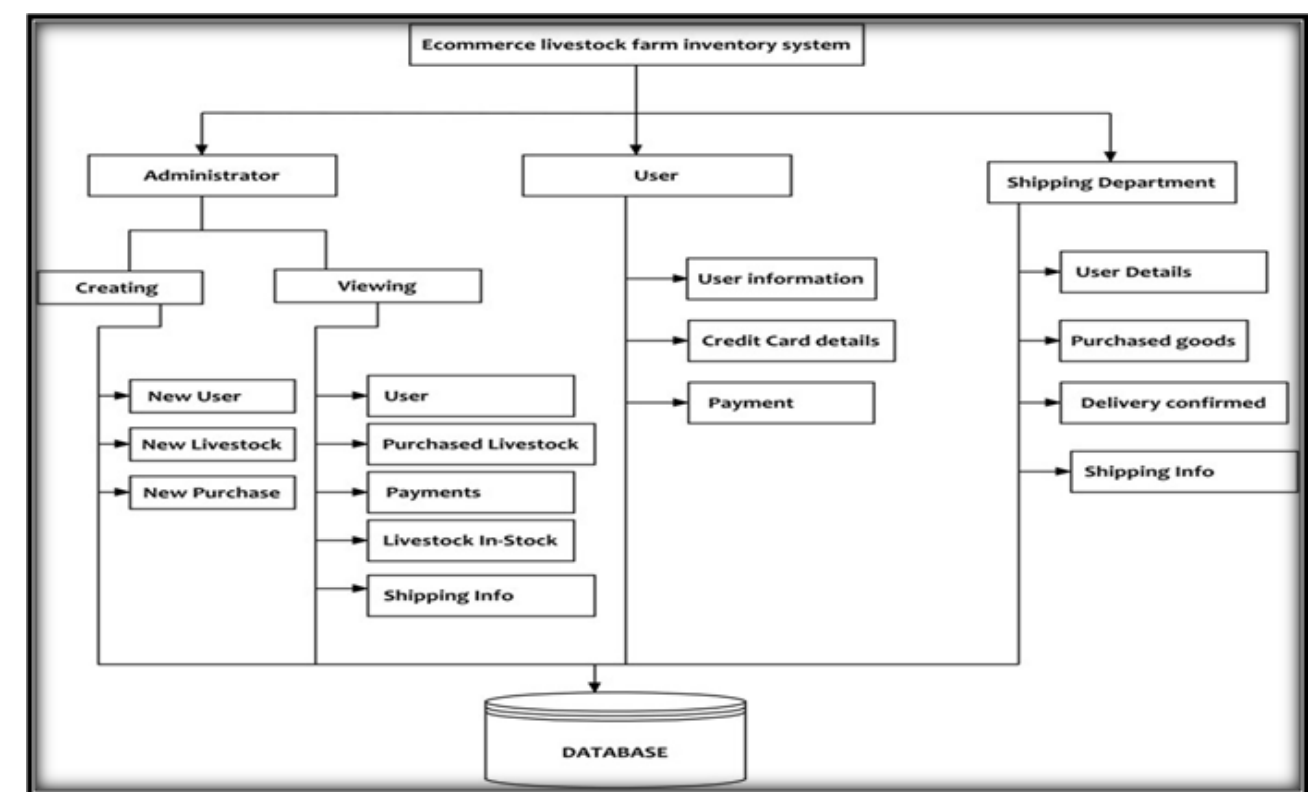 Ecommerce livestock farm inventory system
Administrator
User
Shipping Department
Creating
Viewing
New User
New Livestock
New Purchase
User
Purchased Livestock
Payments
Livestock In-Stock
Shipping Info
User information
Credit Card details
Payment
User Details
Purchased goods
Delivery confirmed
Shipping Info
DATABASE